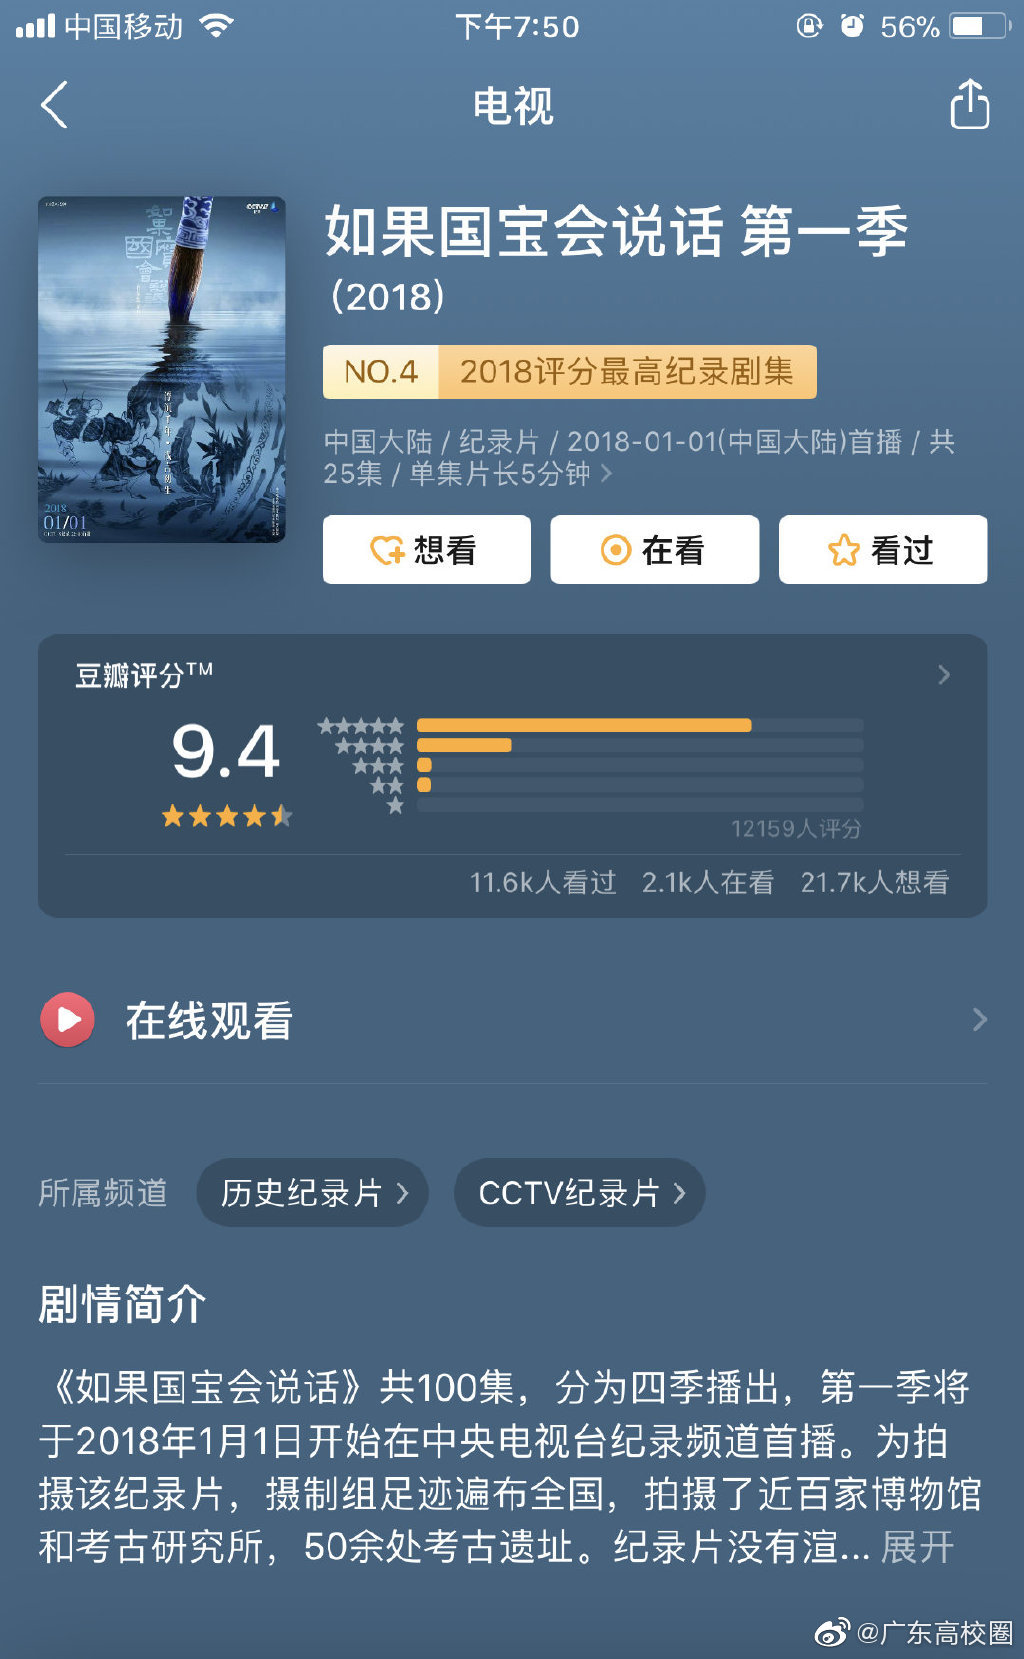 中国移动 下午7:50 56%
电视
如果国宝会说话 第一季
(2018)
NO.4 2018评分最高纪录剧集
中国大陆 / 纪录片 / 2018-01-01(中国大陆)首播 / 共
25集 / 单集片长5分钟
想看 在看 看过
豆瓣评分TM
9.4
12159人评分
11.6k人看过 2.1k人在看 21.7k人想看
在线观看
所属频道 历史纪录片 CCTV纪录片
剧情简介
《如果国宝会说话》共100集，分为四季播出，第一季将
于2018年1月1日开始在中央电视台纪录频道首播。为拍
摄该纪录片，摄制组足迹遍布全国，拍摄了近百家博物馆
和考古研究所，50余处考古遗址。纪录片没有渲... 展开
2018
01/01
@广东高校圈